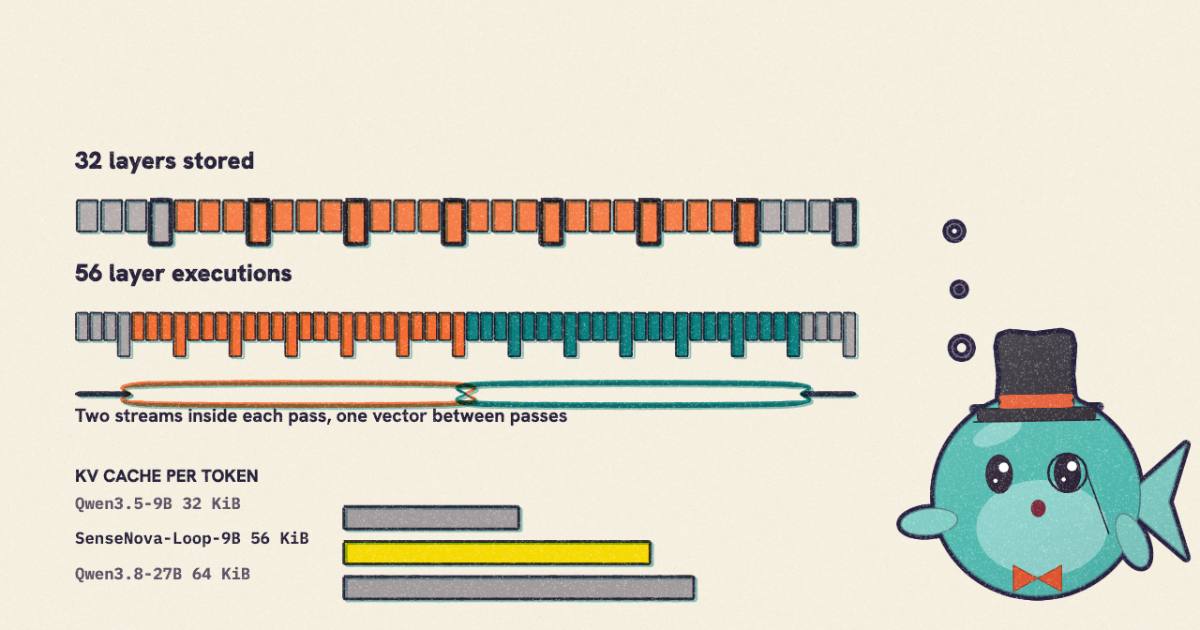 32 layers stored
56 layer executions
Two streams inside each pass, one vector between passes
KV CACHE PER TOKEN
Qwen3.5-9B 32 KiB
SenseNova-Loop-9B 56 KiB
Qwen3.8-27B 64 KiB